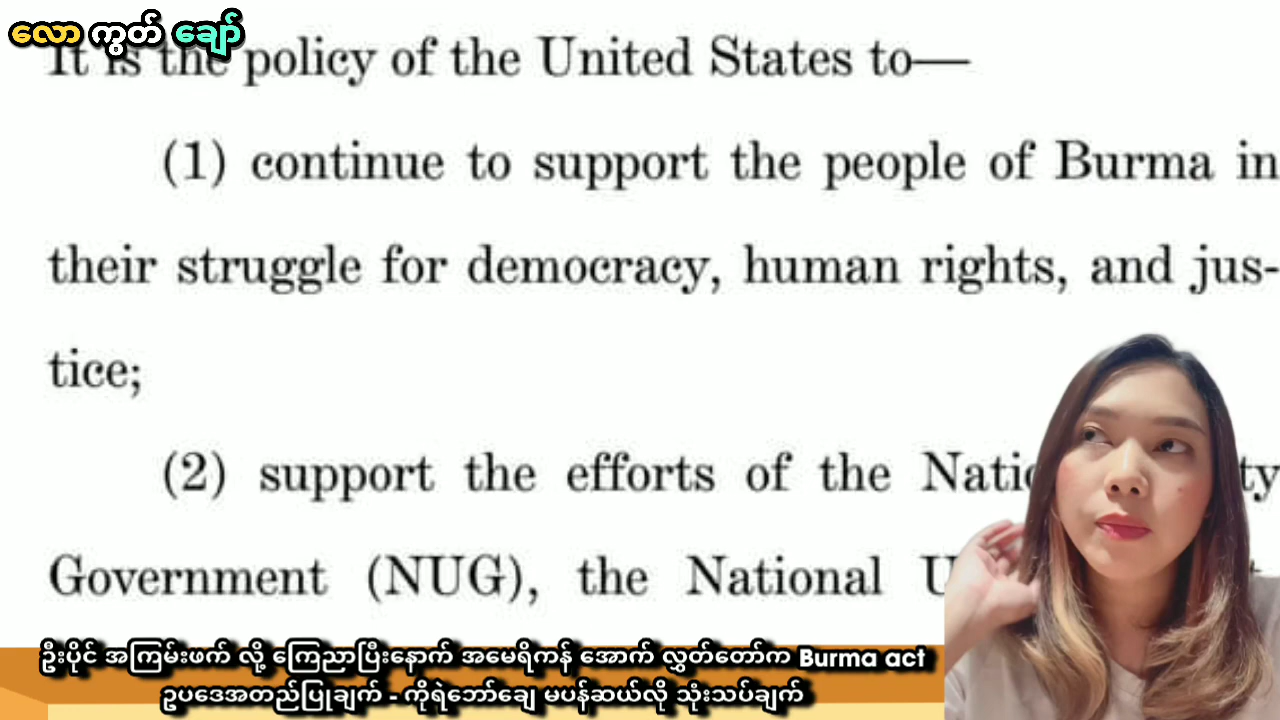 လော ကွတ် ချော်
It is the policy of the United States to—
(1) continue to support the people of Burma in
their struggle for democracy, human rights, and jus-
tice;
(2) support the efforts of the ty
Government (NUG), the National
ဦးပိုင် အကြမ်းဖက် လို့ ကြေညာပြီးနောက် အမေရိကန် အောက် လွှတ်တော်က Burma act
ဥပဒေအတည်ပြုချက် - ကိုရဲဘော်ချေ မပန်ဆယ်လို သုံးသပ်ချက်